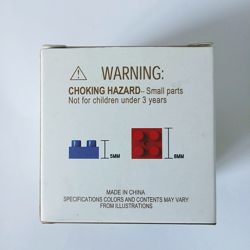 WARNING:
CHOKING HAZARD-- Small parts
Not for children under 3 years
5MM
8MM
MADE IN CHINA
SPECIFICATIONS COLORS AND CONTENTS MAY VARY
FROM ILLUSTRATIONS